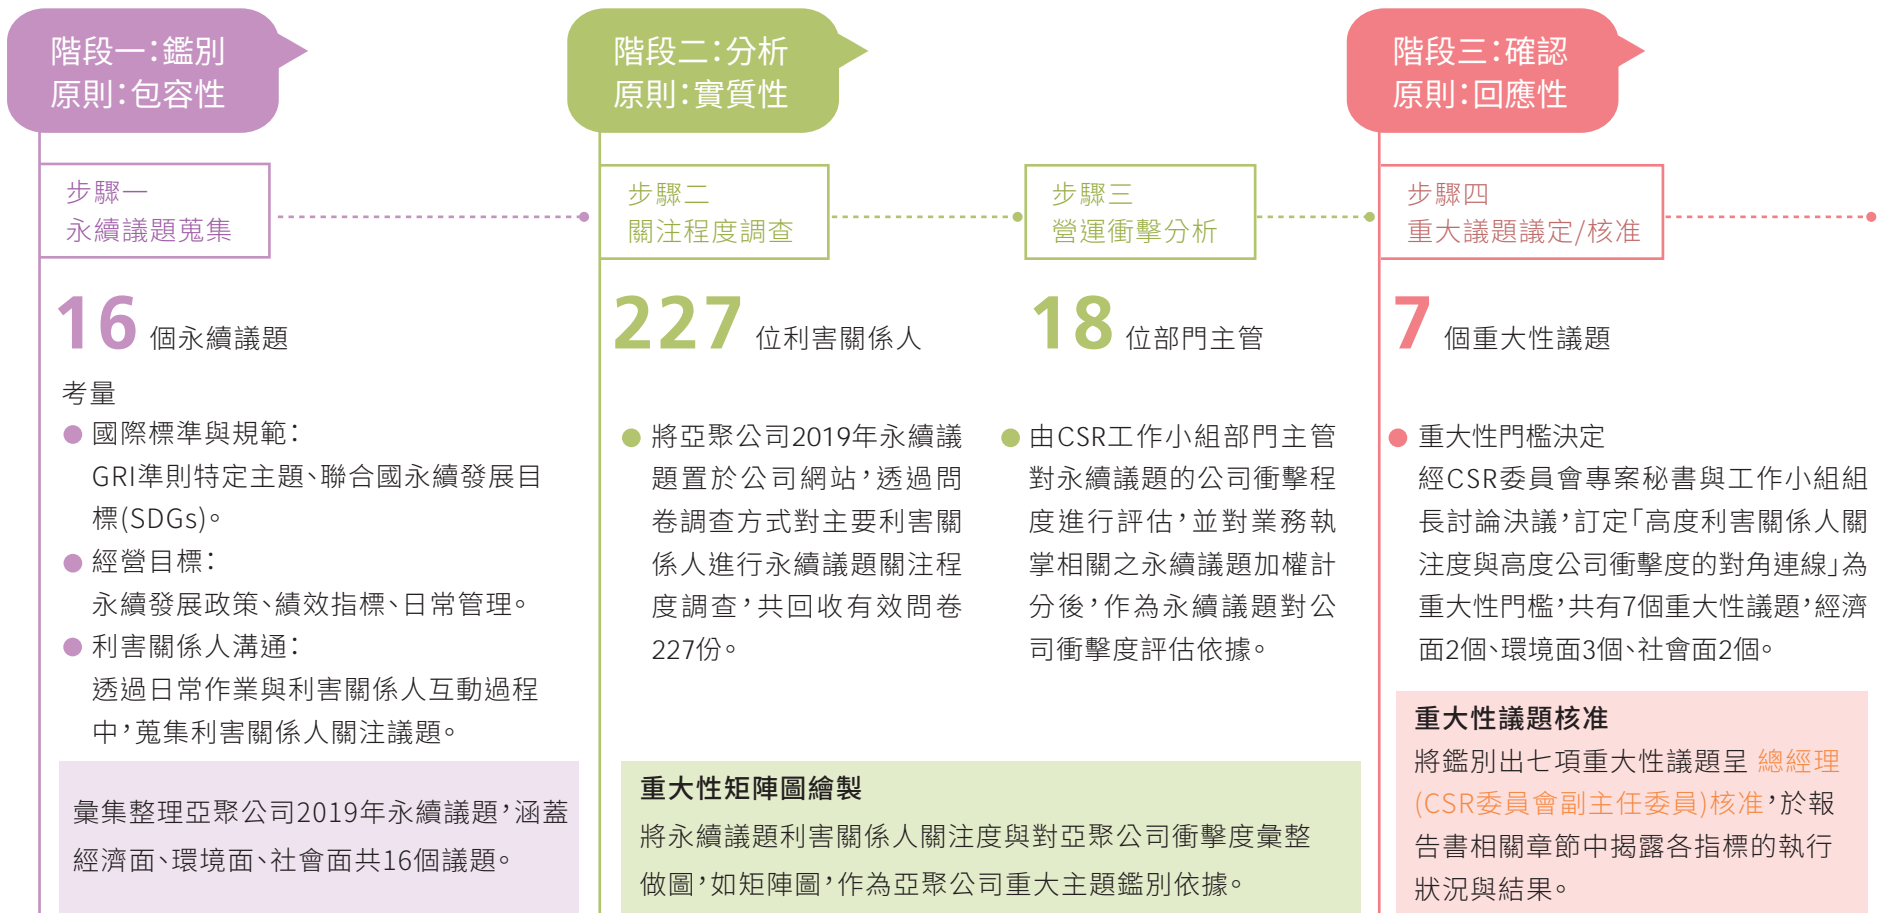 階段一：鑑別
原則：包容性
步驟一
永續議題蒐集
16 個永續議題
考量
● 國際標準與規範：
GRI準則特定主題、聯合國永續發展目
標(SDGs)。
● 經營目標：
永續發展政策、績效指標、日常管理。
● 利害關係人溝通：
透過日常作業與利害關係人互動過程
中，蒐集利害關係人關注議題。
彙集整理亞聚公司2019年永續議題，涵蓋
經濟面、環境面、社會面共16個議題。
階段二：分析
原則：實質性
步驟二
關注程度調查
227 位利害關係人
● 將亞聚公司2019年永續議
題置於公司網站，透過問
卷調查方式對主要利害關
係人進行永續議題關注程
度調查，共回收有效問卷
227份。
步驟三
營運衝擊分析
18 位部門主管
● 由CSR工作小組部門主管
對永續議題的公司衝擊程
度進行評估，並對業務執
掌相關之永續議題加權計
分後，作為永續議題對公
司衝擊度評估依據。
重大性矩陣圖繪製
將永續議題利害關係人關注度與對亞聚公司衝擊度彙整
做圖，如矩陣圖，作為亞聚公司重大主題鑑別依據。
階段三：確認
原則：回應性
步驟四
重大議題議定/核准
7 個重大性議題
● 重大性門檻決定
經CSR委員會專案秘書與工作小組組
長討論決議，訂定「高度利害關係人關
注度與高度公司衝擊度的對角連線」為
重大性門檻，共有7個重大性議題，經濟
面2個、環境面3個、社會面2個。
重大性議題核准
將鑑別出七項重大性議題呈 總經理
(CSR委員會副主任委員)核准，於報
告書相關章節中揭露各指標的執行
狀況與結果。